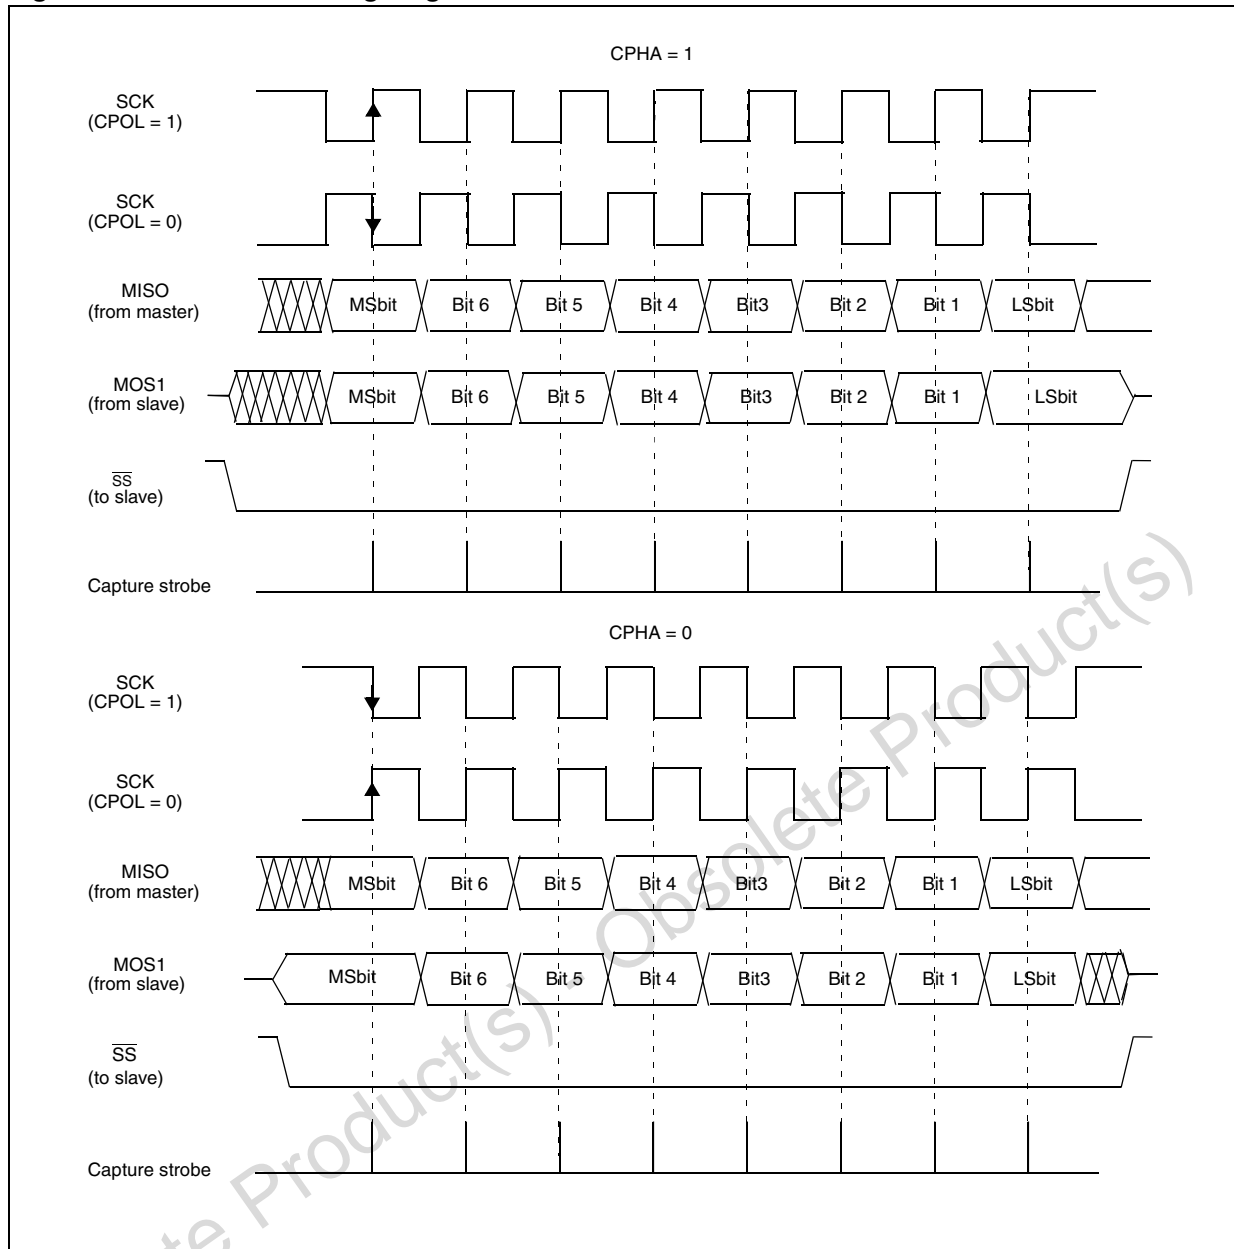 CPHA = 1
SCK
(CPOL = 1)
SCK
(CPOL = 0)
MISO
(from master)
MSbit Bit 6 Bit 5 Bit 4 Bit3 Bit 2 Bit 1 LSbit
MOS1
(from slave)
MSbit Bit 6 Bit 5 Bit 4 Bit3 Bit 2 Bit 1 LSbit
SS
(to slave)
Capture strobe
CPHA = 0
SCK
(CPOL = 1)
SCK
(CPOL = 0)
MISO
(from master)
MSbit Bit 6 Bit 5 Bit 4 Bit3 Bit 2 Bit 1 LSbit
MOS1
(from slave)
MSbit Bit 6 Bit 5 Bit 4 Bit3 Bit 2 Bit 1 LSbit
SS
(to slave)
Capture strobe
te Product(s) - Obsolete Product(s)